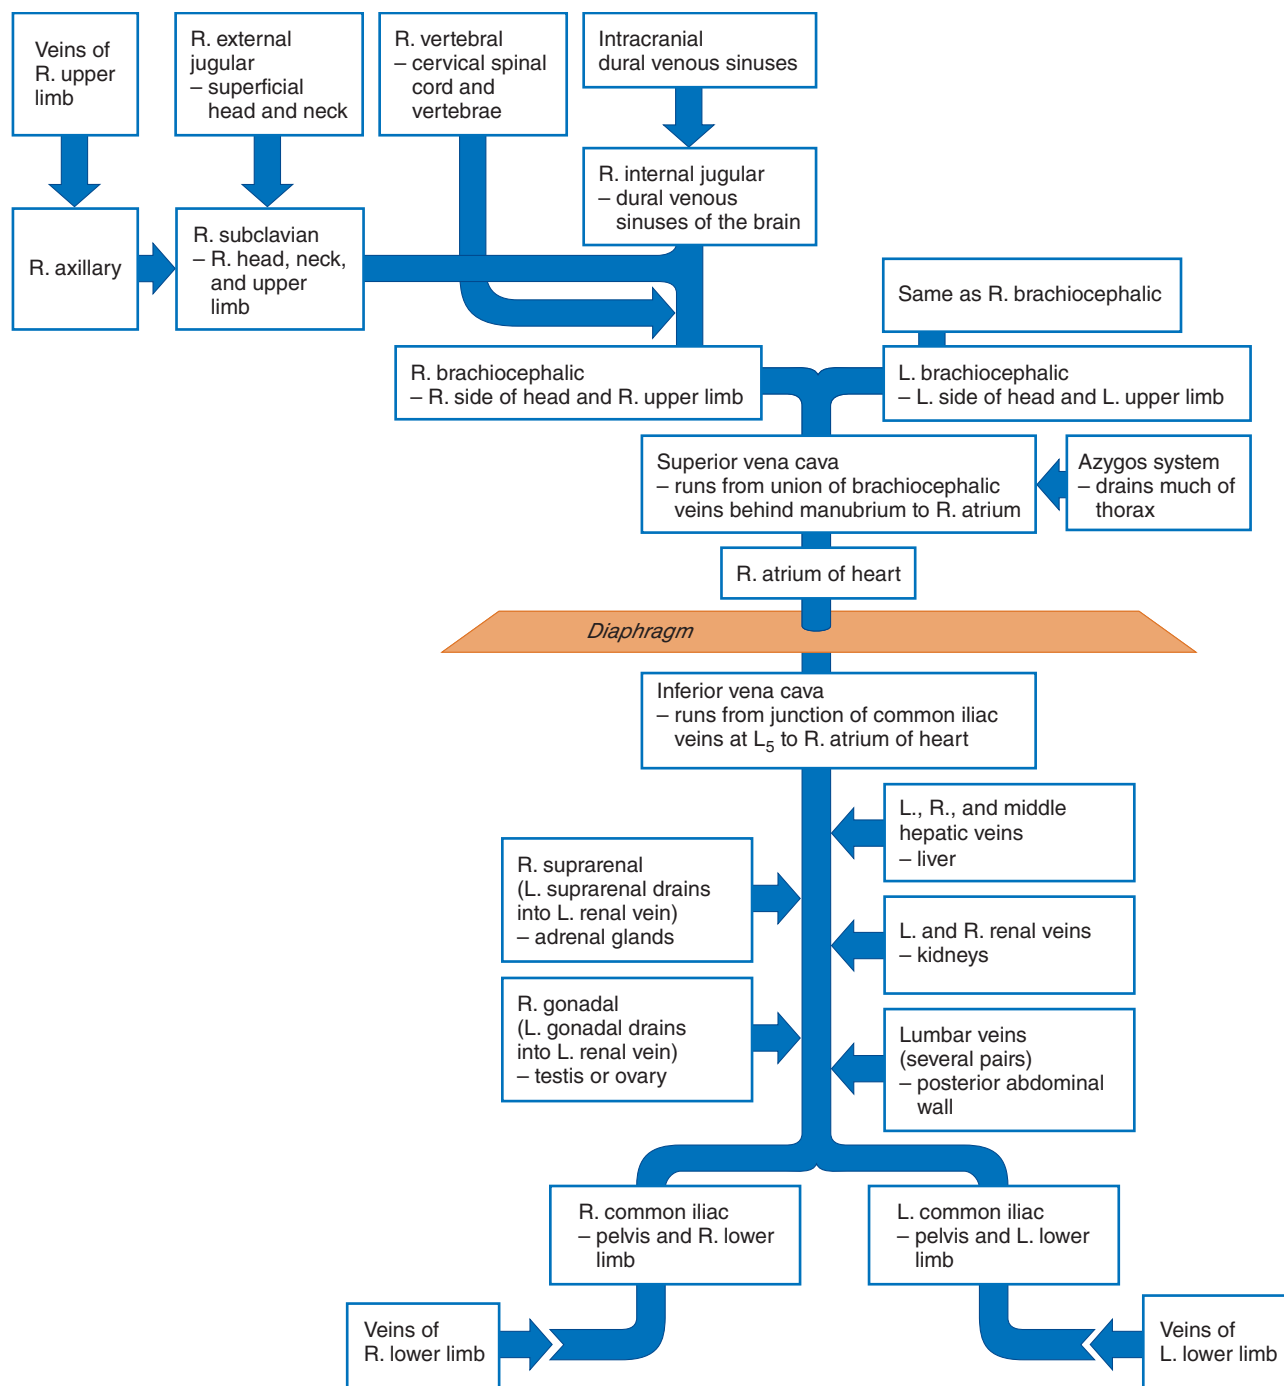 Veins of
R. upper
limb
R. external
jugular
– superficial
head and neck
R. vertebral
– cervical spinal
cord and
vertebrae
Intracranial
dural venous sinuses
R. internal jugular
– dural venous
sinuses of the brain
R. axillary
R. subclavian
– R. head, neck,
and upper
limb
Same as R. brachiocephalic
R. brachiocephalic
– R. side of head and R. upper limb
L. brachiocephalic
– L. side of head and L. upper limb
Superior vena cava
– runs from union of brachiocephalic
veins behind manubrium to R. atrium
Azygos system
– drains much of
thorax
R. atrium of heart
Diaphragm
Inferior vena cava
– runs from junction of common iliac
veins at L5 to R. atrium of heart
L., R., and middle
hepatic veins
– liver
R. suprarenal
(L. suprarenal drains
into L. renal vein)
– adrenal glands
L. and R. renal veins
– kidneys
R. gonadal
(L. gonadal drains
into L. renal vein)
– testis or ovary
Lumbar veins
(several pairs)
– posterior abdominal
wall
R. common iliac
– pelvis and R. lower
limb
L. common iliac
– pelvis and L. lower
limb
Veins of
R. lower limb
Veins of
L. lower limb